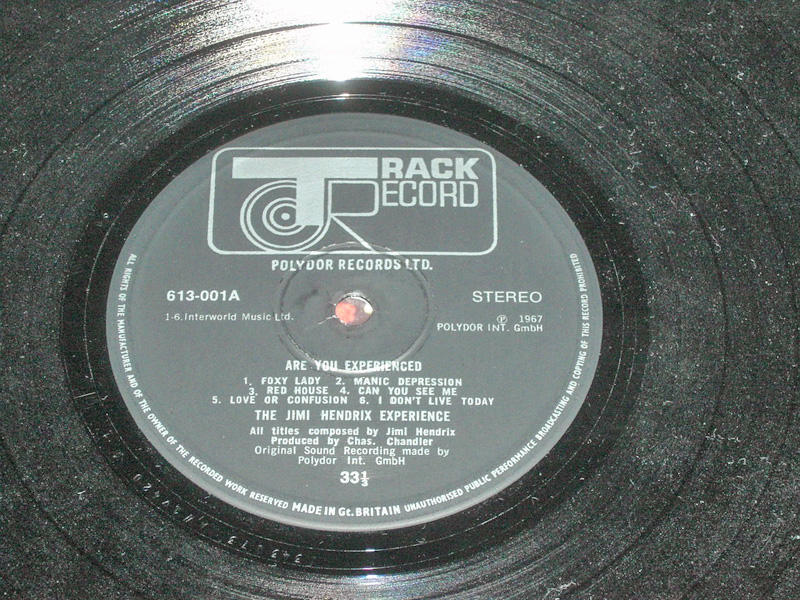 TRACK
RECORD
POLYDOR RECORDS LTD.
613-001A
STEREO
1-6. Interworld Music Ltd.
℗ 1967
POLYDOR INT. GmbH
ARE YOU EXPERIENCED
1. FOXY LADY 2. MANIC DEPRESSION
3. RED HOUSE 4. CAN YOU SEE ME
5. LOVE OR CONFUSION 6. I DON'T LIVE TODAY
THE JIMI HENDRIX EXPERIENCE
All titles composed by Jimi Hendrix
Produced by Chas. Chandler
Original Sound Recording made by
Polydor Int. GmbH
33⅓
ALL RIGHTS OF THE MANUFACTURER AND OF THE OWNER OF THE RECORDED WORK RESERVED MADE IN Gt. BRITAIN UNAUTHORISED PUBLIC PERFORMANCE BROADCASTING AND COPYING OF THIS RECORD PROHIBITED